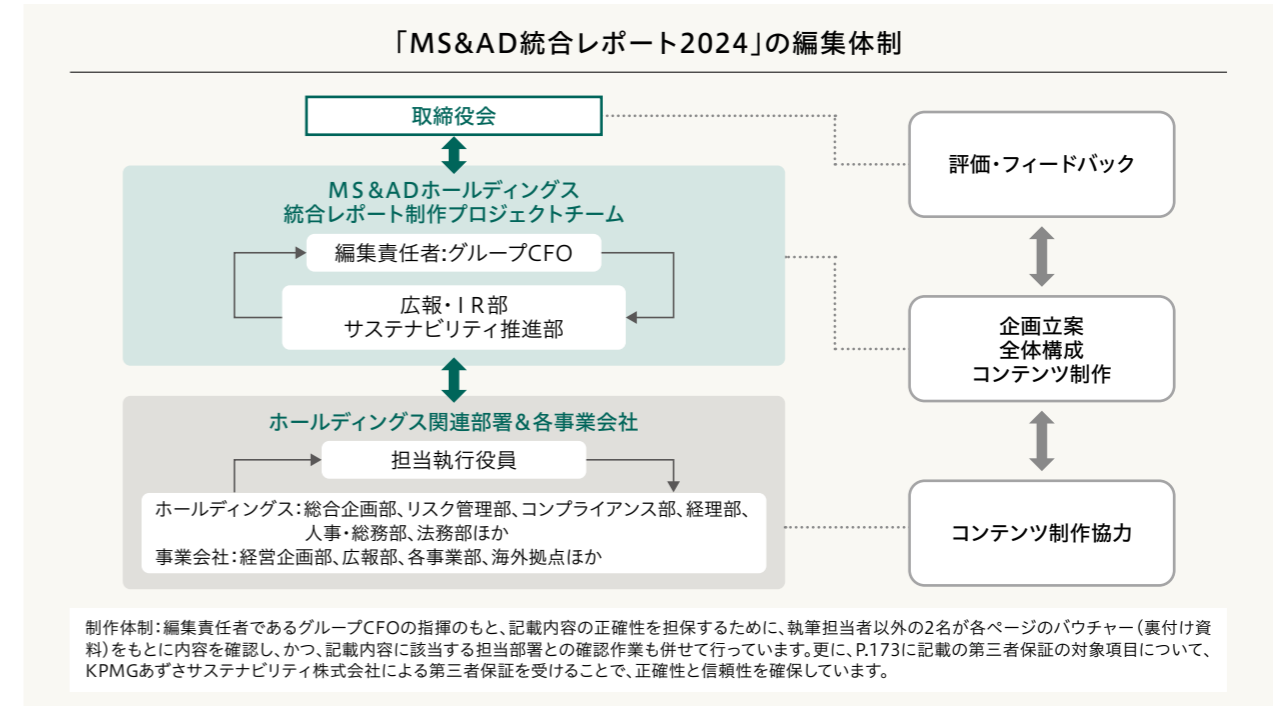 「MS&AD統合レポート2024」の編集体制
取締役会
MS&ADホールディングス
統合レポート制作プロジェクトチーム
編集責任者:グループCFO
広報・IR部
サステナビリティ推進部
ホールディングス関連部署&各事業会社
担当執行役員
ホールディングス:総合企画部、リスク管理部、コンプライアンス部、経理部、
人事・総務部、法務部ほか
事業会社:経営企画部、広報部、各事業部、海外拠点ほか
評価・フィードバック
企画立案
全体構成
コンテンツ制作
コンテンツ制作協力
制作体制:編集責任者であるグループCFOの指揮のもと、記載内容の正確性を担保するために、執筆担当者以外の2名が各ページのバウチャー(裏付け資
料)をもとに内容を確認し、かつ、記載内容に該当する担当部署との確認作業も併せて行っています。更に、P.173に記載の第三者保証の対象項目について、
KPMGあずさサステナビリティ株式会社による第三者保証を受けることで、正確性と信頼性を確保しています。